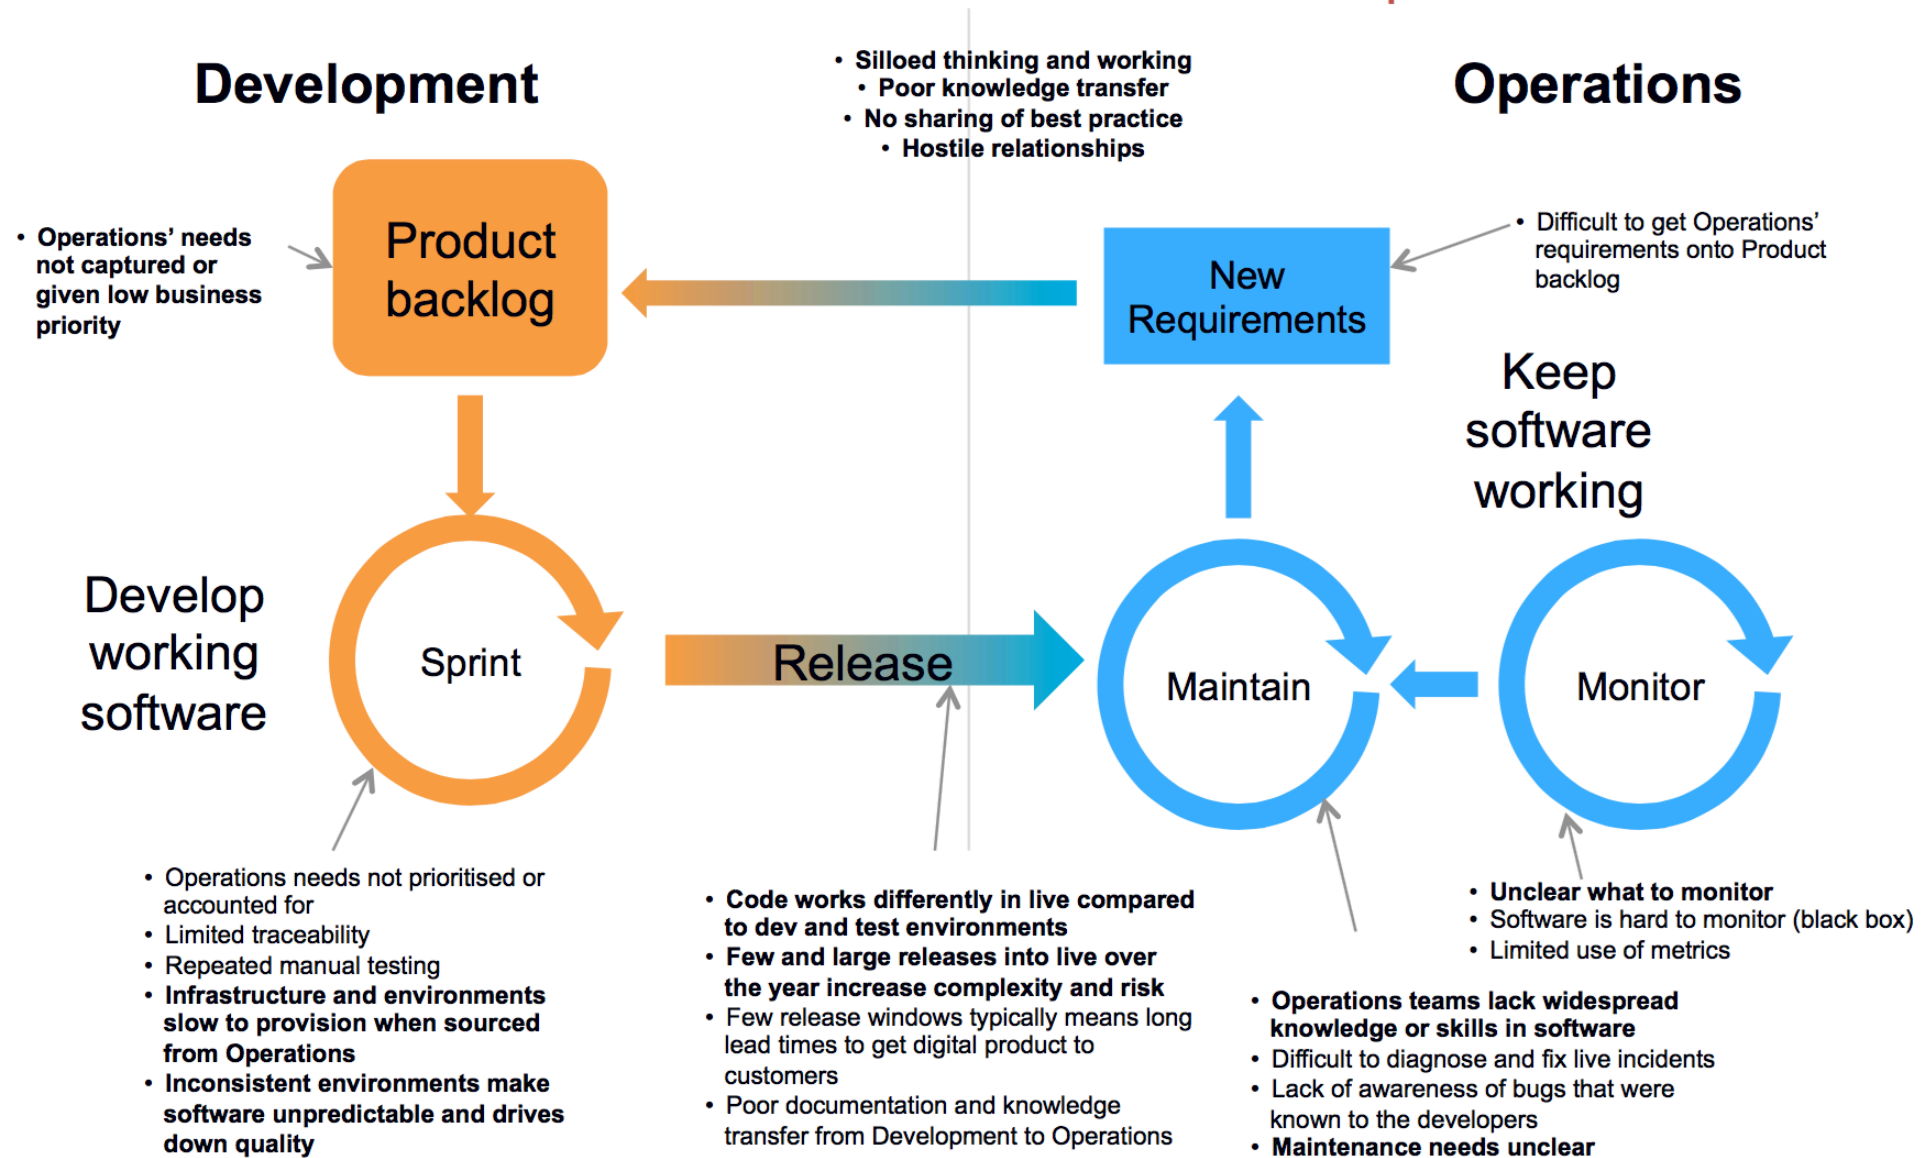 Development
• Silloed thinking and working
• Poor knowledge transfer
• No sharing of best practice
• Hostile relationships
Operations
• Operations’ needs
not captured or
given low business
priority
Product
backlog
New
Requirements
• Difficult to get Operations’
requirements onto Product
backlog
Keep
software
working
Develop
working
software
Sprint
Release
Maintain
Monitor
• Operations needs not prioritised or
accounted for
• Limited traceability
• Repeated manual testing
• Infrastructure and environments
slow to provision when sourced
from Operations
• Inconsistent environments make
software unpredictable and drives
down quality
• Code works differently in live compared
to dev and test environments
• Few and large releases into live over
the year increase complexity and risk
• Few release windows typically means long
lead times to get digital product to
customers
• Poor documentation and knowledge
transfer from Development to Operations
• Unclear what to monitor
• Software is hard to monitor (black box)
• Limited use of metrics
• Operations teams lack widespread
knowledge or skills in software
• Difficult to diagnose and fix live incidents
• Lack of awareness of bugs that were
known to the developers
• Maintenance needs unclear